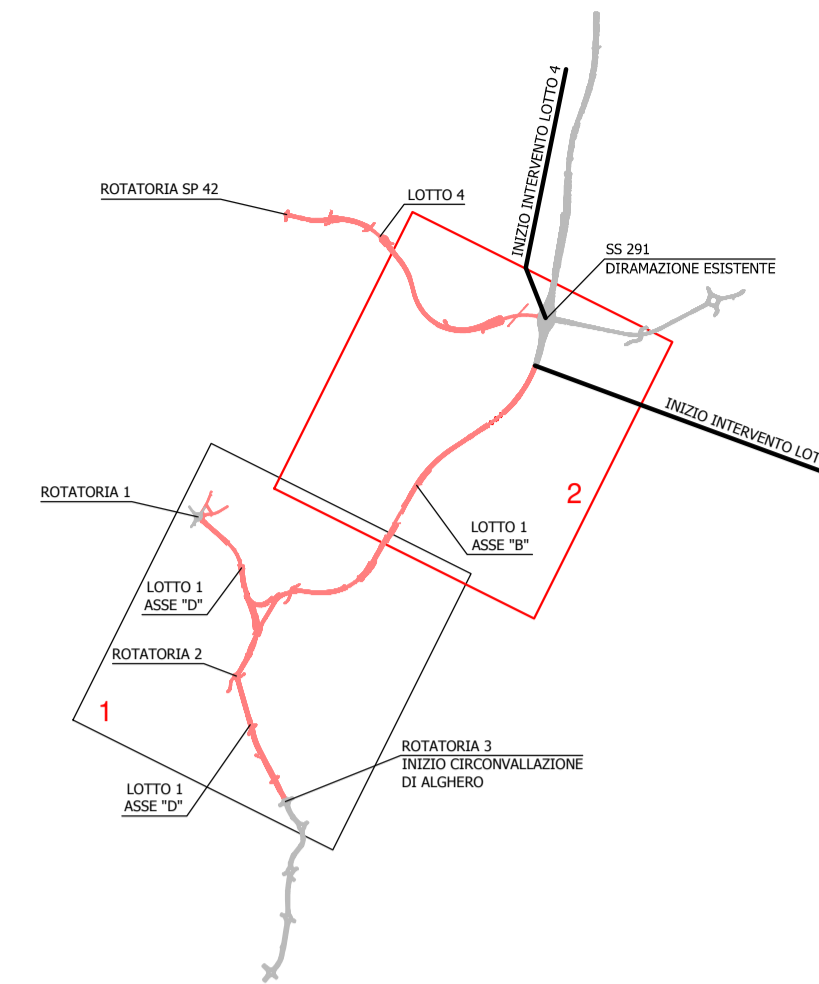 INIZIO INTERVENTO LOTTO 4
ROTATORIA SP 42
LOTTO 4
SS 291
DIRAMAZIONE ESISTENTE
INIZIO INTERVENTO LOT
2
ROTATORIA 1
LOTTO 1
ASSE "B"
LOTTO 1
ASSE "D"
ROTATORIA 2
1
ROTATORIA 3
INIZIO CIRCONVALLAZIONE
DI ALGHERO
LOTTO 1
ASSE "D"